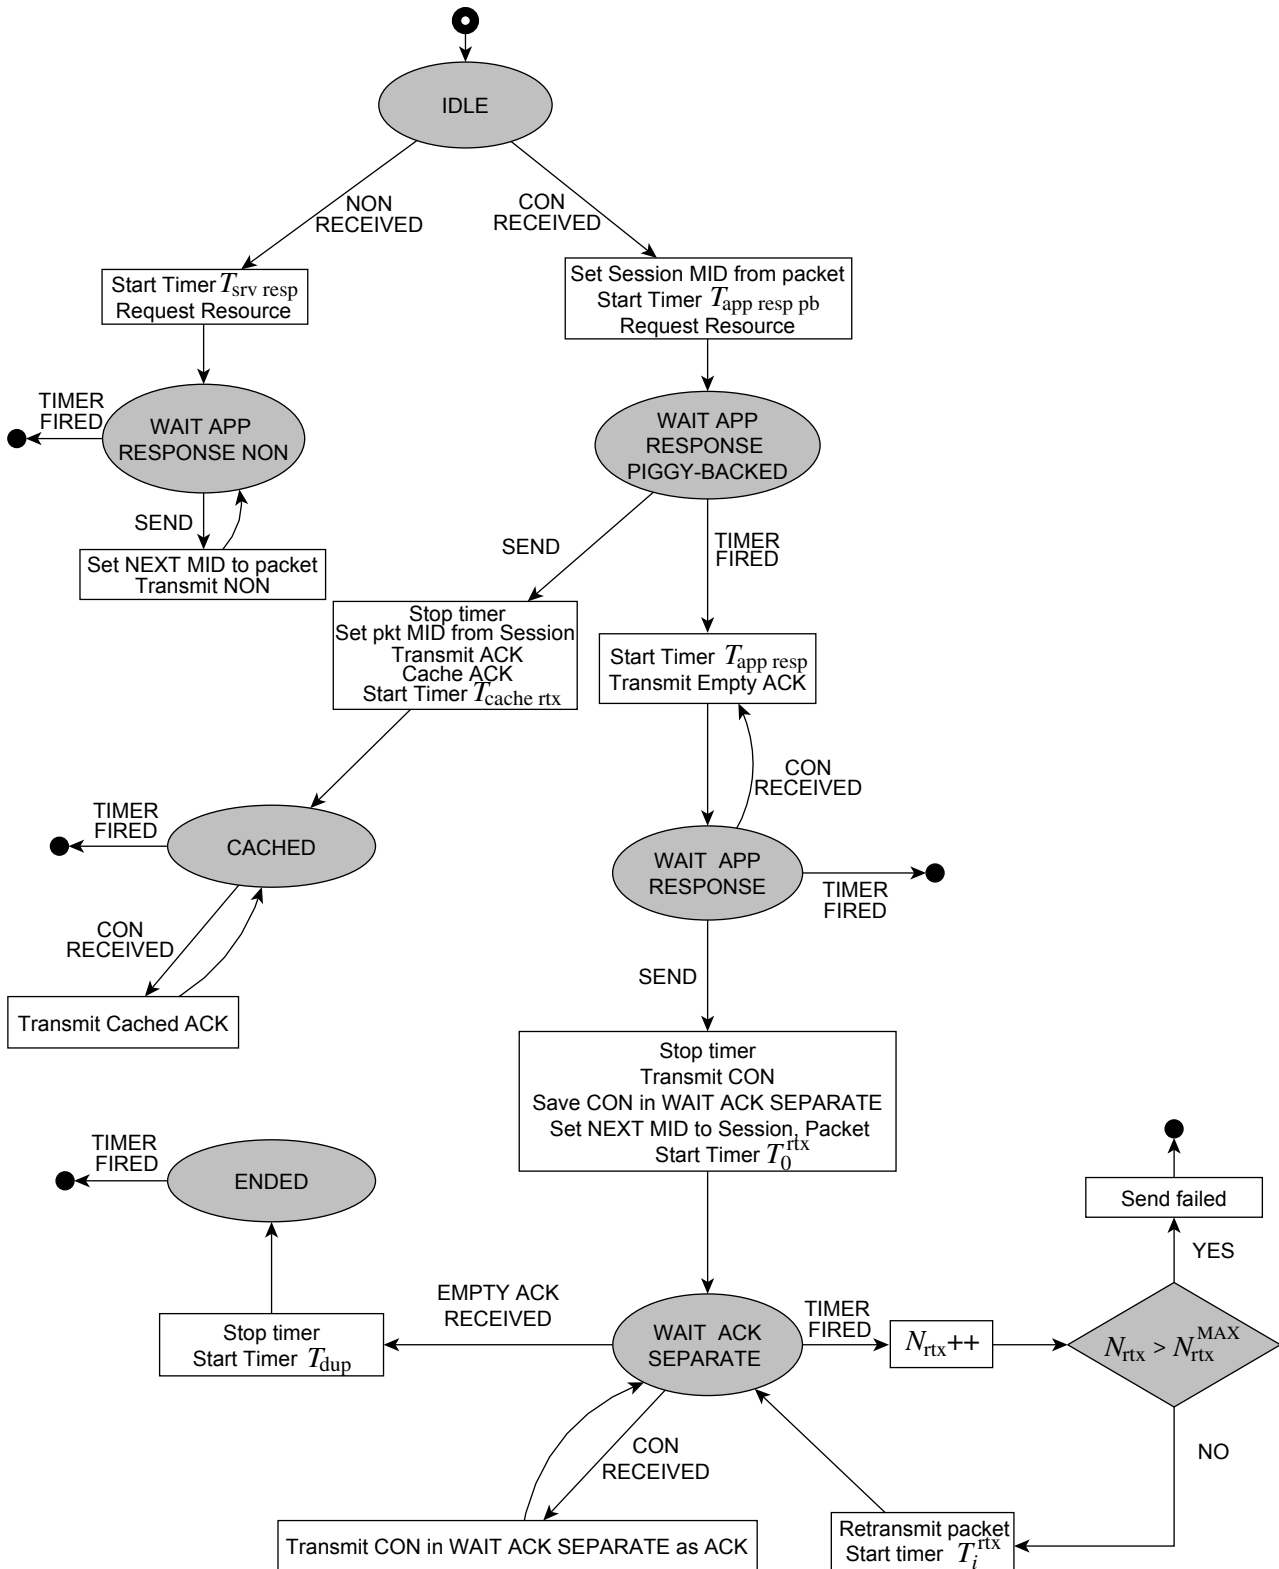 IDLE
NON
RECEIVED
CON
RECEIVED
Start Timer T_srv resp
Request Resource
Set Session MID from packet
Start Timer T_app resp pb
Request Resource
TIMER
FIRED
WAIT APP
RESPONSE NON
WAIT APP
RESPONSE
PIGGY-BACKED
SEND
SEND
TIMER
FIRED
Set NEXT MID to packet
Transmit NON
Stop timer
Set pkt MID from Session
Transmit ACK
Cache ACK
Start Timer T_cache rtx
Start Timer T_app resp
Transmit Empty ACK
CON
RECEIVED
TIMER
FIRED
CACHED
WAIT APP
RESPONSE
TIMER
FIRED
CON
RECEIVED
SEND
Transmit Cached ACK
Stop timer
Transmit CON
Save CON in WAIT ACK SEPARATE
Set NEXT MID to Session, Packet
Start Timer T_0^rtx
TIMER
FIRED
ENDED
Send failed
YES
EMPTY ACK
RECEIVED
Stop timer
Start Timer T_dup
WAIT ACK
SEPARATE
TIMER
FIRED
N_rtx++
N_rtx > N_rtx^MAX
NO
CON
RECEIVED
Transmit CON in WAIT ACK SEPARATE as ACK
Retransmit packet
Start timer T_i^rtx